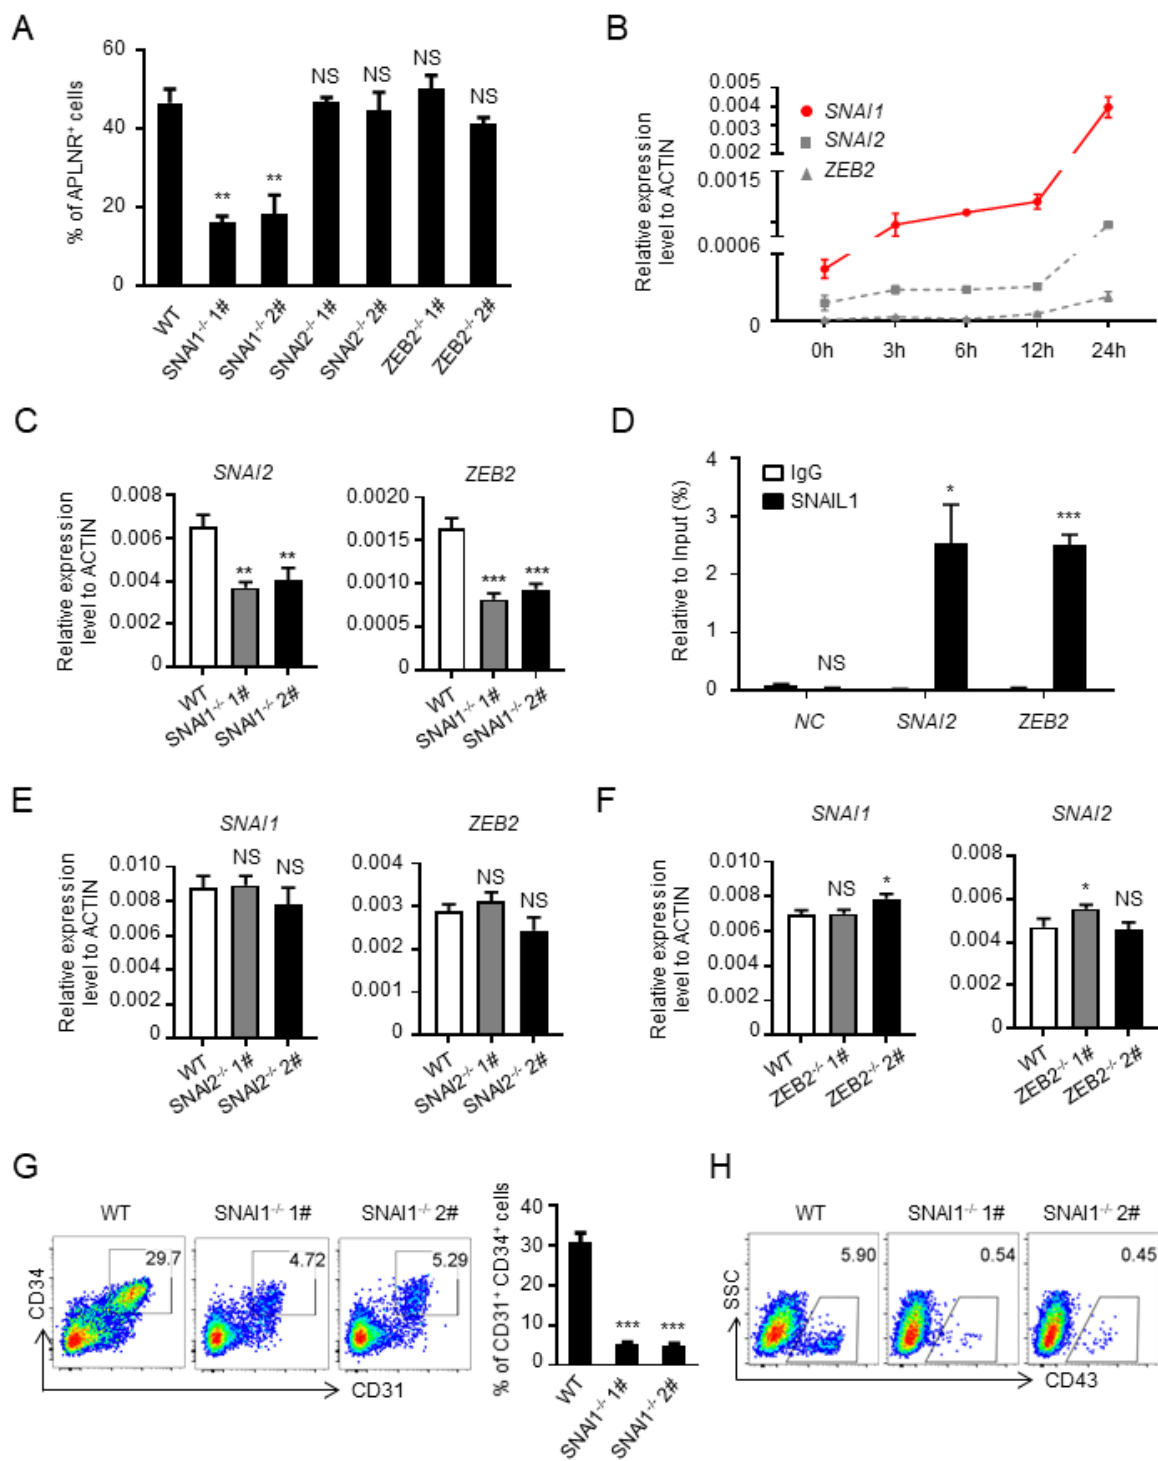 A
% of APLNR⁺ cells
60
40
20
0
**
**
NS
NS
NS
NS
WT
SNAI1⁻/⁻ 1#
SNAI1⁻/⁻ 2#
SNAI2⁻/⁻ 1#
SNAI2⁻/⁻ 2#
ZEB2⁻/⁻ 1#
ZEB2⁻/⁻ 2#
B
Relative expression
level to ACTIN
0.005
0.004
0.003
0.002
0.0015
0.0006
0
SNAI1
SNAI2
ZEB2
0h
3h
6h
12h
24h
C
SNAI2
Relative expression
level to ACTIN
0.008
0.006
0.004
0.002
0
**
**
WT
SNAI1⁻/⁻ 1#
SNAI1⁻/⁻ 2#
ZEB2
0.0020
0.0015
0.0010
0.0005
0
***
***
WT
SNAI1⁻/⁻ 1#
SNAI1⁻/⁻ 2#
D
Relative to Input (%)
4
3
2
1
0
IgG
SNAIL1
NS
*
***
NC
SNAI2
ZEB2
E
SNAI1
Relative expression
level to ACTIN
0.010
0.008
0.006
0.004
0.002
0
NS
NS
WT
SNAI2⁻/⁻ 1#
SNAI2⁻/⁻ 2#
ZEB2
0.004
0.003
0.002
0.001
0
NS
NS
WT
SNAI2⁻/⁻ 1#
SNAI2⁻/⁻ 2#
F
SNAI1
Relative expression
level to ACTIN
0.010
0.008
0.006
0.004
0.002
0
NS
*
WT
ZEB2⁻/⁻ 1#
ZEB2⁻/⁻ 2#
SNAI2
0.008
0.006
0.004
0.002
0
*
NS
WT
ZEB2⁻/⁻ 1#
ZEB2⁻/⁻ 2#
G
WT
SNAI1⁻/⁻ 1#
SNAI1⁻/⁻ 2#
29.7
4.72
5.29
CD34
CD31
% of CD31⁺ CD34⁺ cells
40
30
20
10
0
***
***
WT
SNAI1⁻/⁻ 1#
SNAI1⁻/⁻ 2#
H
WT
SNAI1⁻/⁻ 1#
SNAI1⁻/⁻ 2#
5.90
0.54
0.45
SSC
CD43